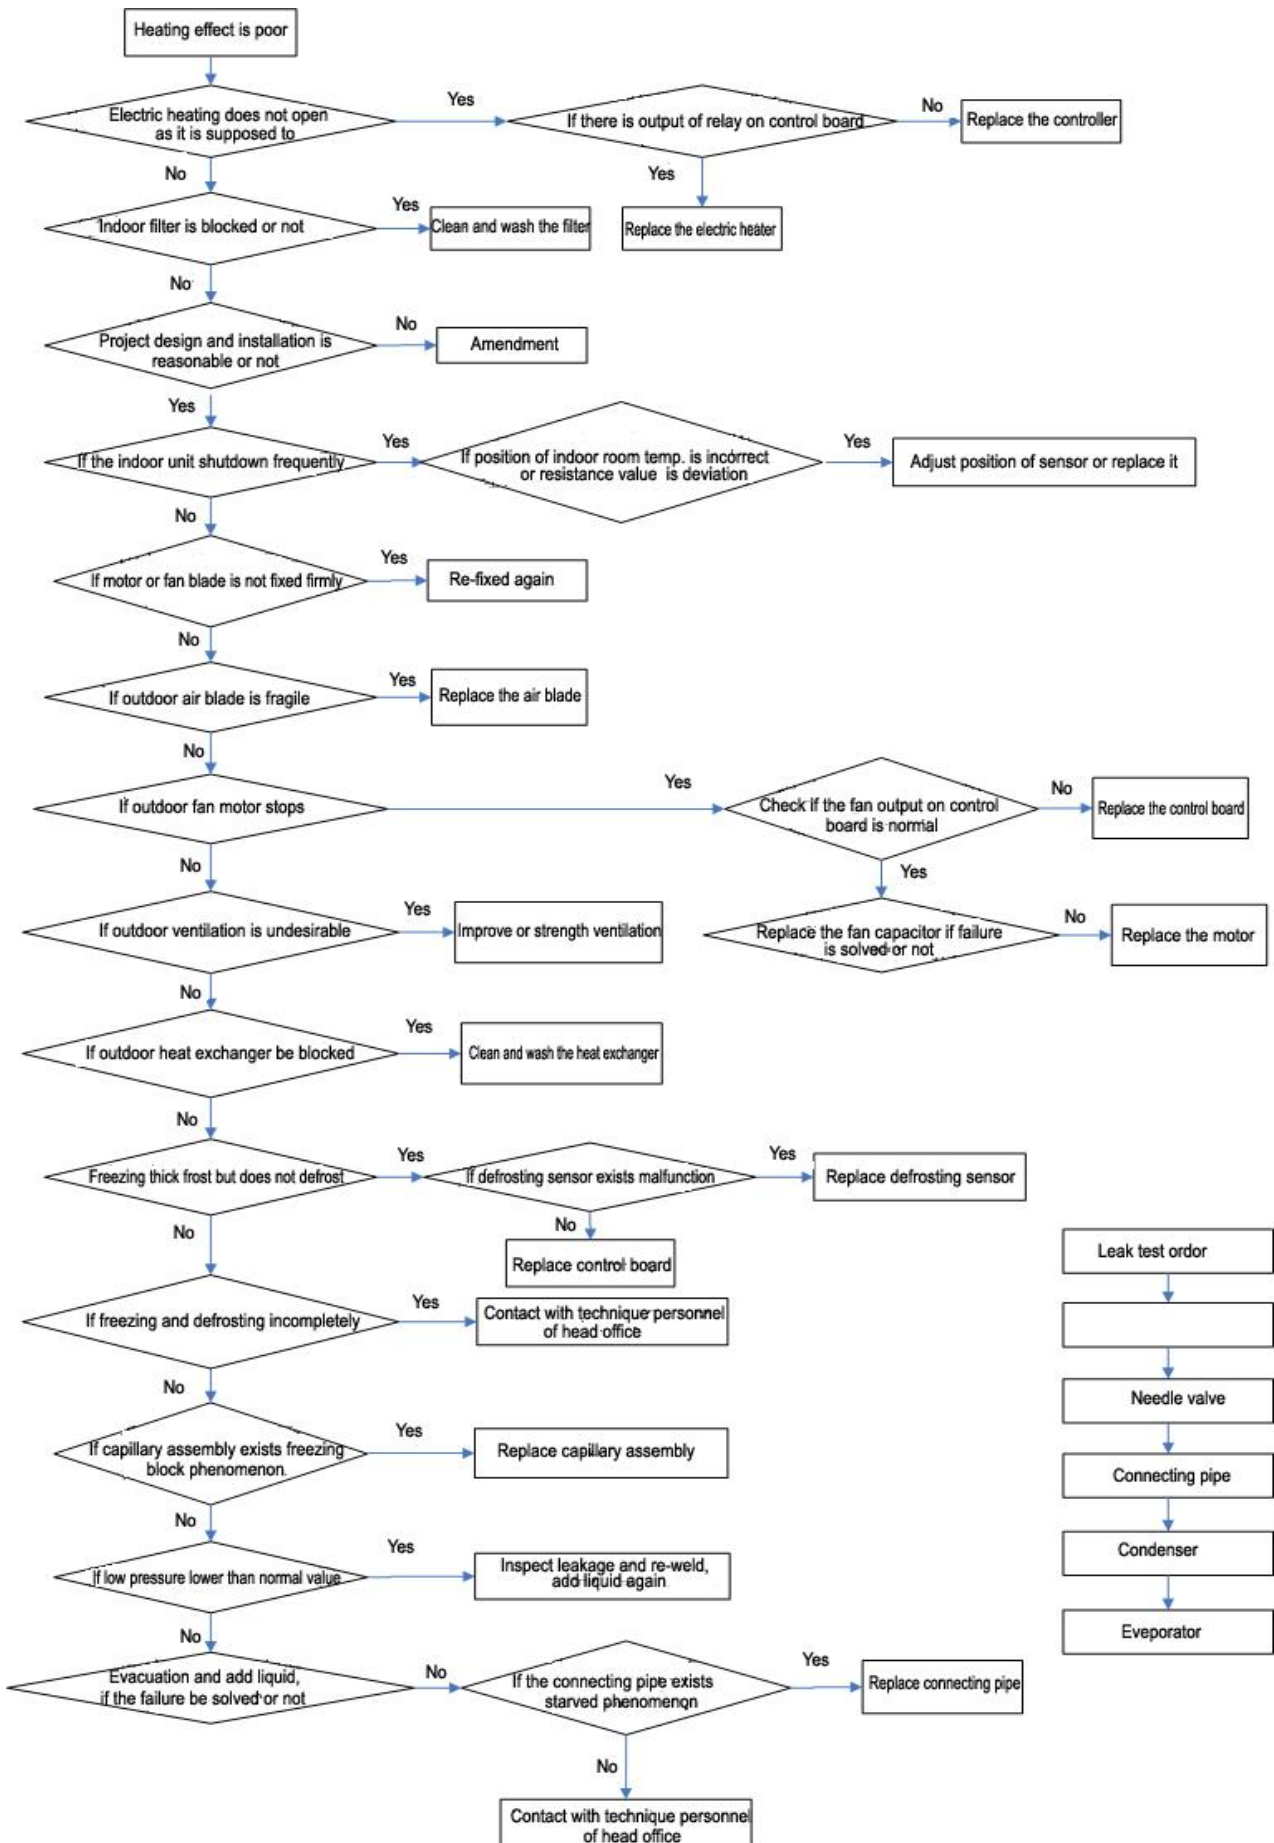 Heating effect is poor
Electric heating does not open
as it is supposed to
Yes
If there is output of relay on control board
No
Replace the controller
No
Yes
Indoor filter is blocked or not
Yes
Clean and wash the filter
Replace the electric heater
No
Project design and installation is
reasonable or not
No
Amendment
Yes
If the indoor unit shutdown frequently
Yes
If position of indoor room temp. is incorrect
or resistance value is deviation
Yes
Adjust position of sensor or replace it
No
If motor or fan blade is not fixed firmly
Yes
Re-fixed again
No
If outdoor air blade is fragile
Yes
Replace the air blade
No
If outdoor fan motor stops
Yes
Check if the fan output on control
board is normal
No
Replace the control board
No
Yes
If outdoor ventilation is undesirable
Yes
Improve or strength ventilation
Replace the fan capacitor if failure
is solved or not
No
Replace the motor
No
If outdoor heat exchanger be blocked
Yes
Clean and wash the heat exchanger
No
Freezing thick frost but does not defrost
Yes
If defrosting sensor exists malfunction
Yes
Replace defrosting sensor
No
No
Replace control board
Leak test ordor
If freezing and defrosting incompletely
Yes
Contact with technique personnel
of head office
No
Needle valve
If capillary assembly exists freezing
block phenomenon.
Yes
Replace capillary assembly
Connecting pipe
No
Condenser
If low pressure lower than normal value
Yes
Inspect leakage and re-weld,
add liquid again
Eveporator
No
Evacuation and add liquid,
if the failure be solved or not
No
If the connecting pipe exists
starved phenomenon
Yes
Replace connecting pipe
No
Contact with technique personnel
of head office